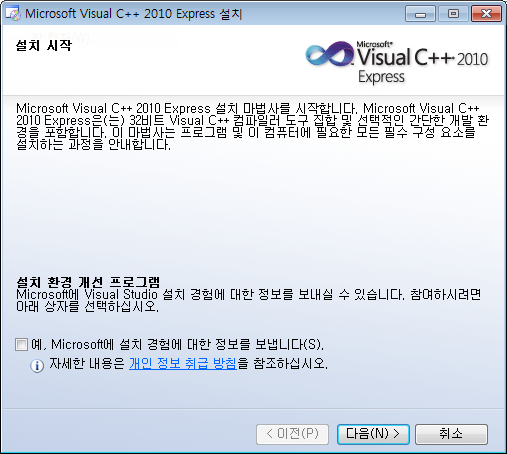 Microsoft Visual C++ 2010 Express 설치
설치 시작
Microsoft®
Visual C++ 2010
Express
Microsoft Visual C++ 2010 Express 설치 마법사를 시작합니다. Microsoft Visual C++
2010 Express은(는) 32비트 Visual C++ 컴파일러 도구 집합 및 선택적인 간단한 개발 환
경을 포함합니다. 이 마법사는 프로그램 및 이 컴퓨터에 필요한 모든 필수 구성 요소를
설치하는 과정을 안내합니다.
설치 환경 개선 프로그램
Microsoft에 Visual Studio 설치 경험에 대한 정보를 보내실 수 있습니다. 참여하시려면
아래 상자를 선택하십시오.
예, Microsoft에 설치 경험에 대한 정보를 보냅니다(S).
자세한 내용은 개인 정보 취급 방침을 참조하십시오.
< 이전(P) 다음(N) > 취소